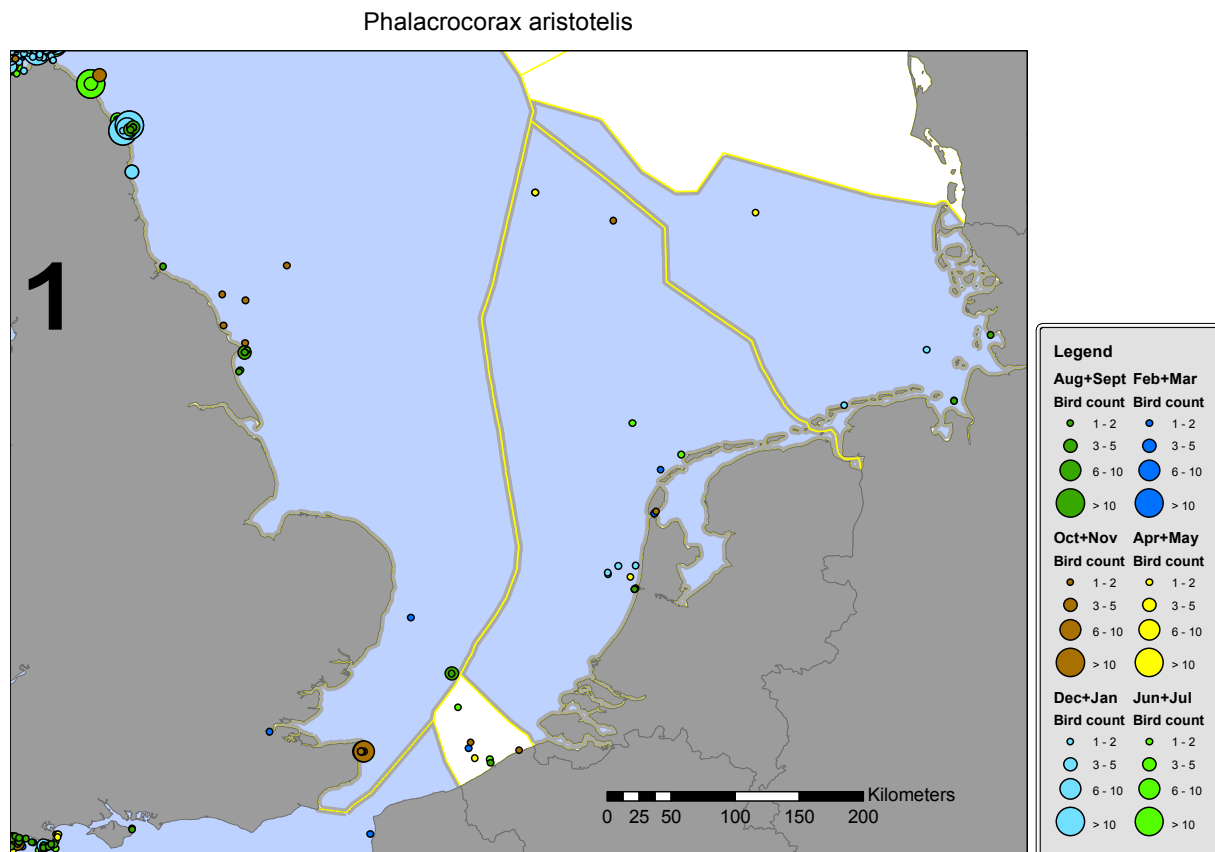 Phalacrocorax aristotelis
1
Kilometers
0 25 50 100 150 200
Legend
Aug+Sept Feb+Mar
Bird count Bird count
1 - 2 1 - 2
3 - 5 3 - 5
6 - 10 6 - 10
> 10 > 10
Oct+Nov Apr+May
Bird count Bird count
1 - 2 1 - 2
3 - 5 3 - 5
6 - 10 6 - 10
> 10 > 10
Dec+Jan Jun+Jul
Bird count Bird count
1 - 2 1 - 2
3 - 5 3 - 5
6 - 10 6 - 10
> 10 > 10